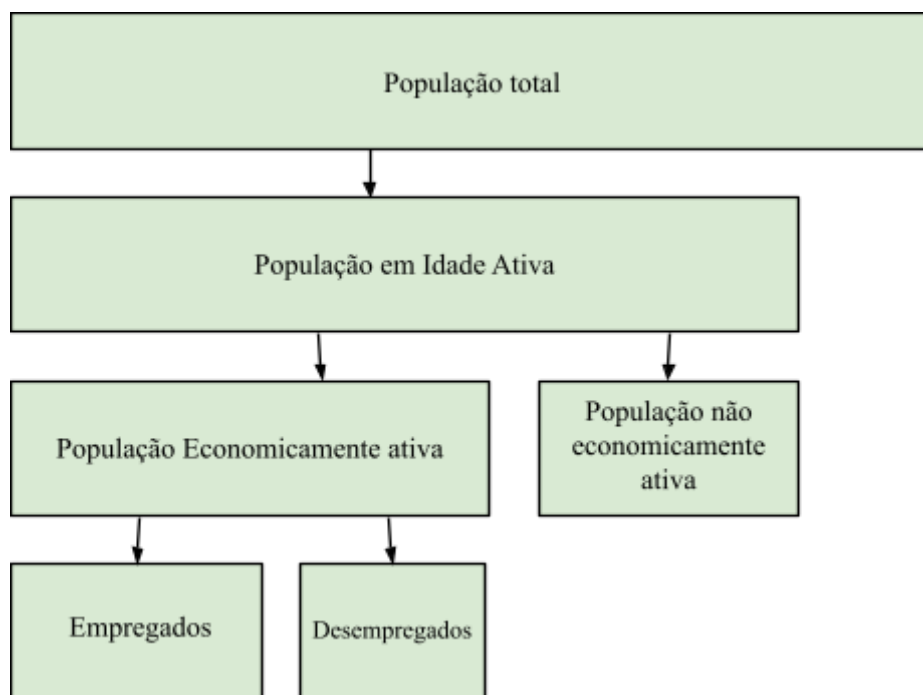 População total
População em Idade Ativa
População Economicamente ativa
População não
economicamente
ativa
Empregados
Desempregados